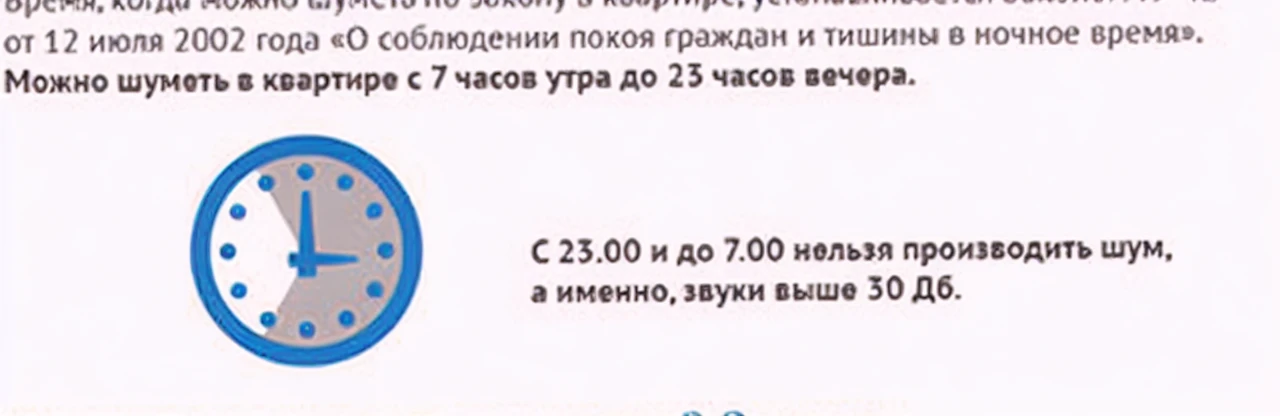 время, когда можно шуметь по закону в квартире,
от 12 июля 2002 года «О соблюдении покоя граждан и тишины в ночное время».
Можно шуметь в квартире с 7 часов утра до 23 часов вечера.
С 23.00 и до 7.00 нельзя производить шум,
а именно, звуки выше 30 Дб.